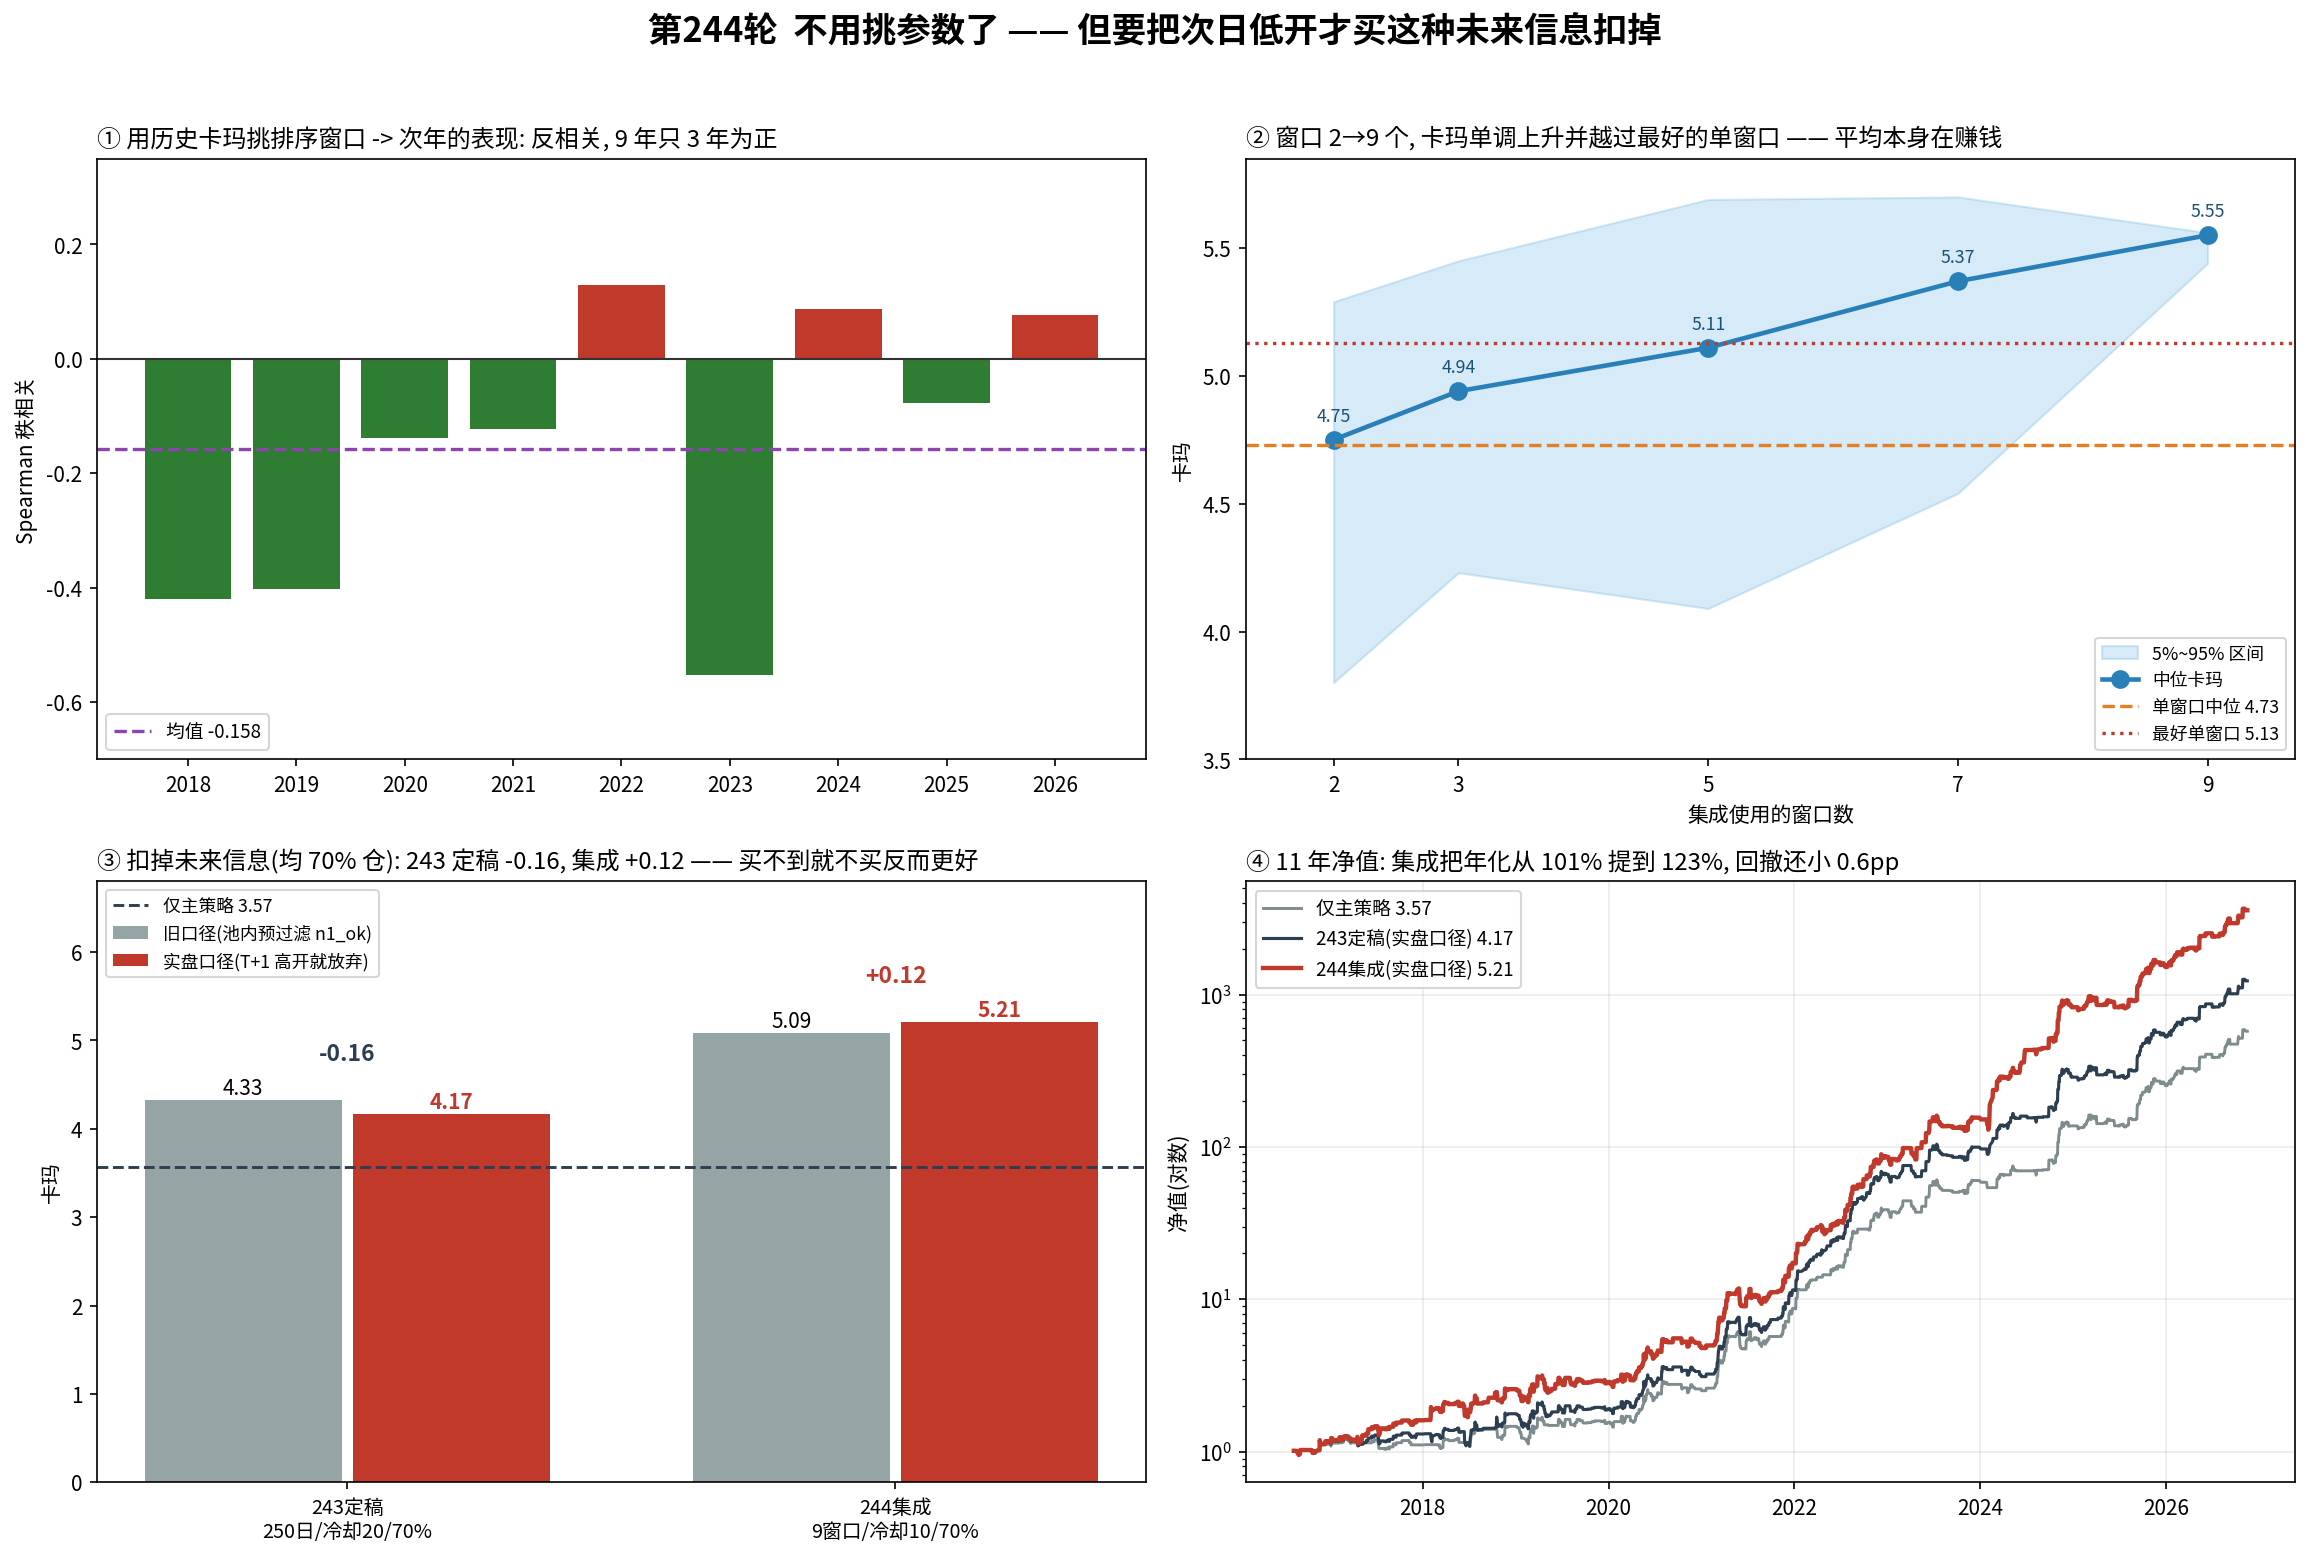 第244轮  不用挑参数了 —— 但要把次日低开才买这种未来信息扣掉
① 用历史卡玛挑排序窗口 -> 次年的表现: 反相关, 9 年只 3 年为正
Spearman 秩相关
0.2
0.0
-0.2
-0.4
-0.6
均值 -0.158
2018
2019
2020
2021
2022
2023
2024
2025
2026
② 窗口 2→9 个, 卡玛单调上升并越过最好的单窗口 —— 平均本身在赚钱
卡玛
5.5
5.0
4.5
4.0
3.5
4.75
4.94
5.11
5.37
5.55
5%~95% 区间
中位卡玛
单窗口中位 4.73
最好单窗口 5.13
2
3
5
7
9
集成使用的窗口数
③ 扣掉未来信息(均 70% 仓): 243 定稿 -0.16, 集成 +0.12 —— 买不到就不买反而更好
仅主策略 3.57
旧口径(池内预过滤 n1_ok)
实盘口径(T+1 高开就放弃)
卡玛
6
5
4
3
2
1
0
-0.16
4.33
4.17
+0.12
5.09
5.21
243定稿
250日/冷却20/70%
244集成
9窗口/冷却10/70%
④ 11 年净值: 集成把年化从 101% 提到 123%, 回撤还小 0.6pp
仅主策略 3.57
243定稿(实盘口径) 4.17
244集成(实盘口径) 5.21
净值(对数)
10³
10²
10¹
10⁰
2018
2020
2022
2024
2026